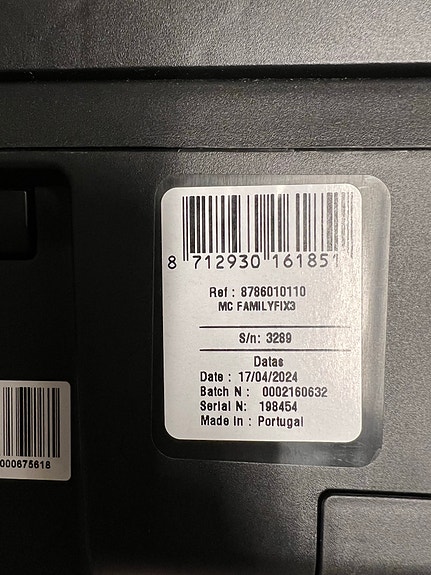 8 712930 161851
Ref : 8786010110
MC FAMILYFIX3
S/n: 3289
Datas
Date : 17/04/2024
Batch N : 0002160632
Serial N: 198454
Made In : Portugal
000675618